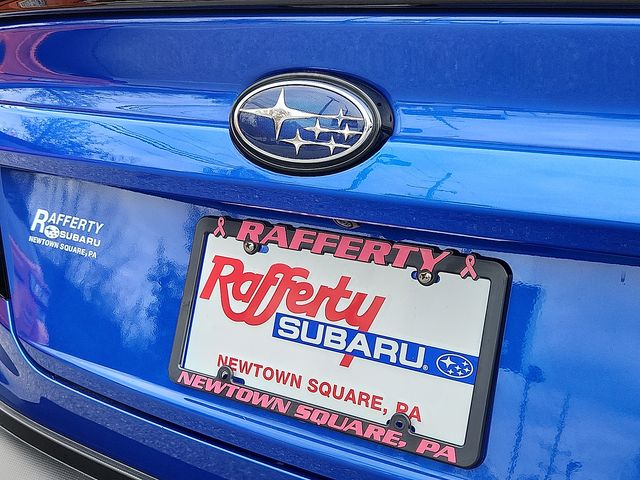 RAFFERTY
SUBARU
NEWTOWN SQUARE, PA
RAFFERTY
Rafferty
SUBARU®
NEWTOWN SQUARE, PA
NEWTOWN SQUARE, PA